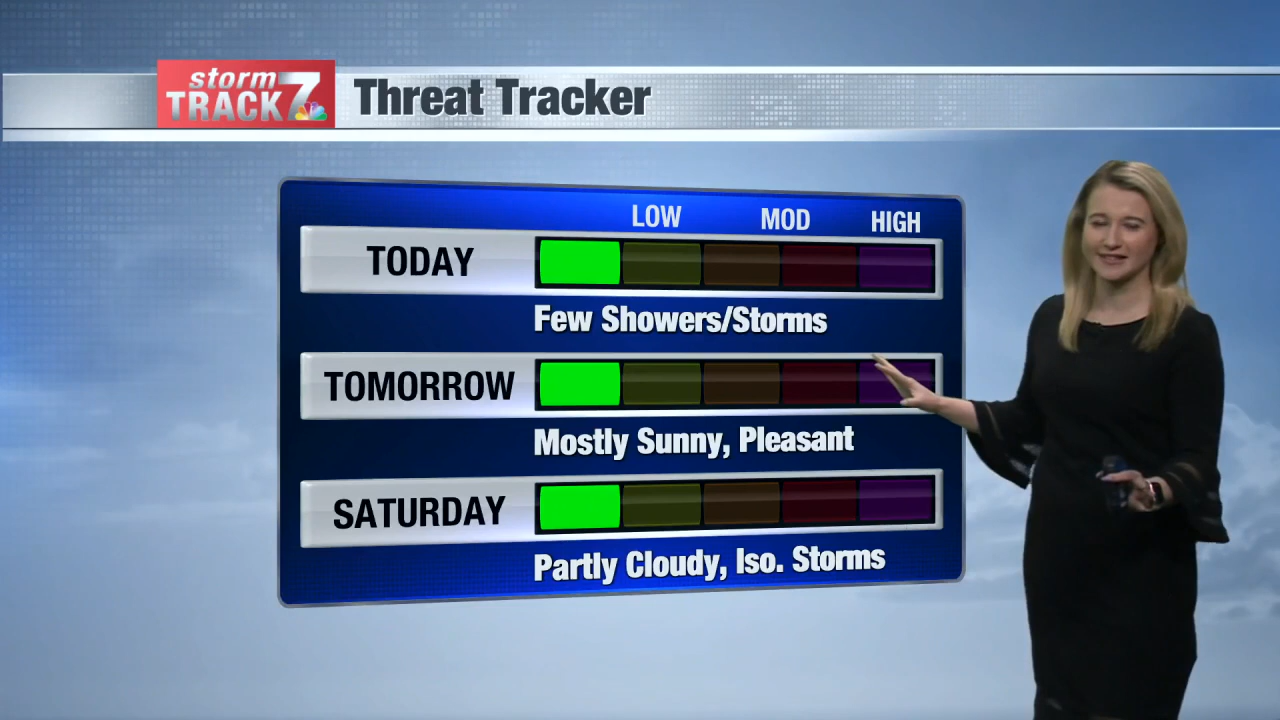 storm
TRACK 7
Threat Tracker
LOW MOD HIGH
TODAY
Few Showers/Storms
TOMORROW
Mostly Sunny, Pleasant
SATURDAY
Partly Cloudy, Iso. Storms